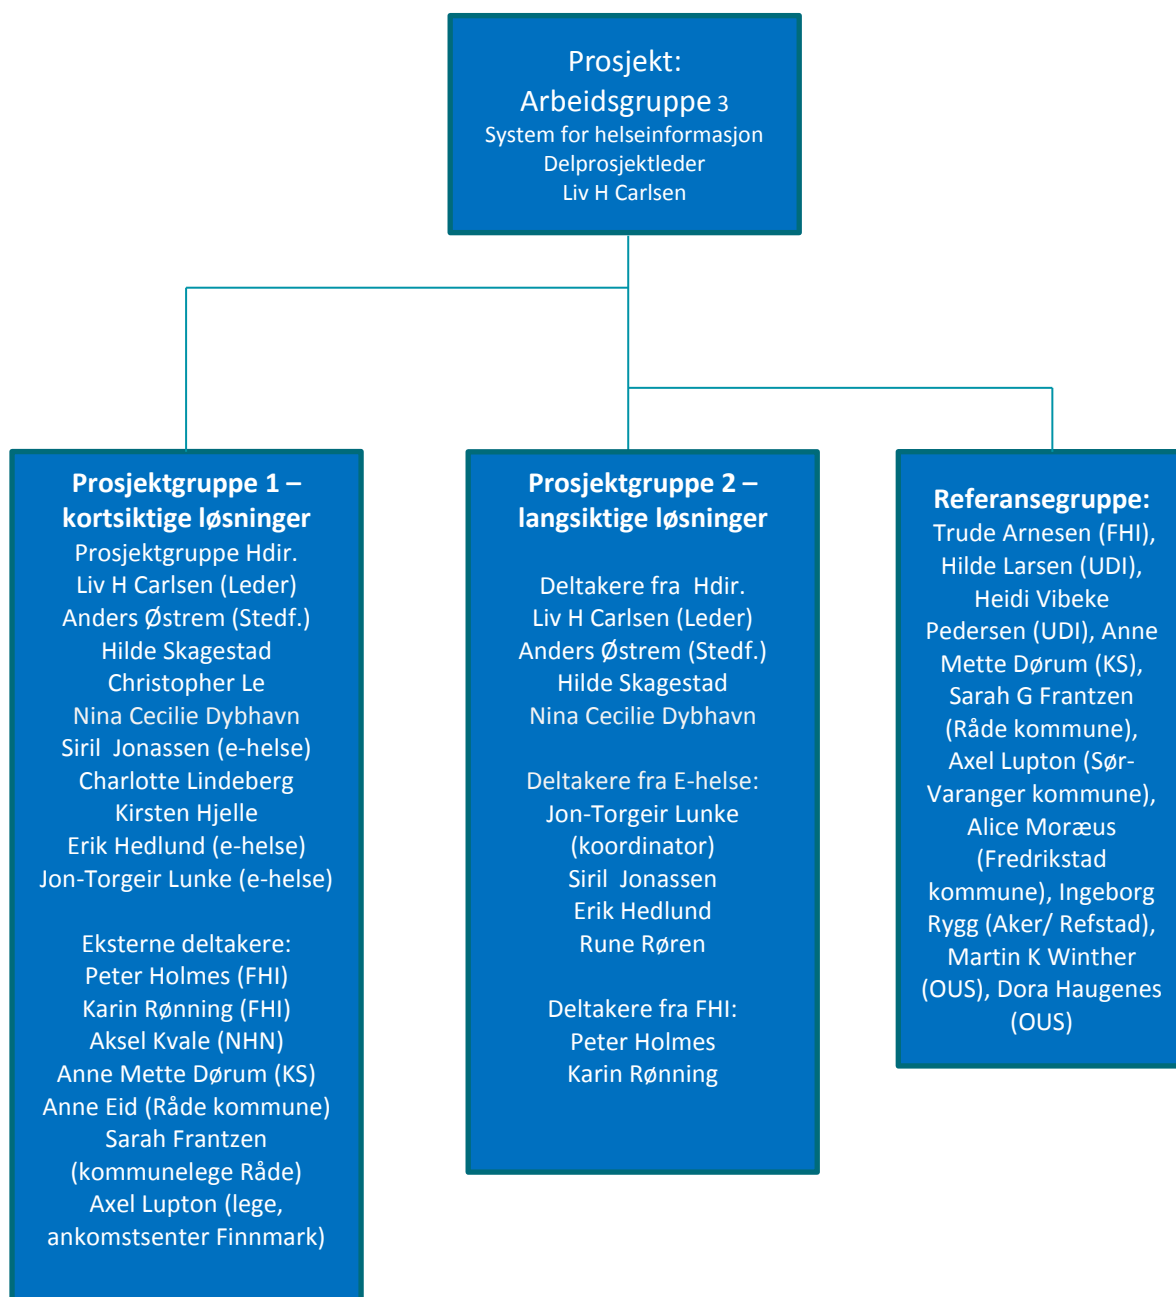 Prosjekt:
Arbeidsgruppe 3
System for helseinformasjon
Delprosjektleder
Liv H Carlsen
Prosjektgruppe 1 –
kortsiktige løsninger
Prosjektgruppe Hdir.
Liv H Carlsen (Leder)
Anders Østrem (Stedf.)
Hilde Skagestad
Christopher Le
Nina Cecilie Dybhavn
Siril  Jonassen (e-helse)
Charlotte Lindeberg
Kirsten Hjelle
Erik Hedlund (e-helse)
Jon-Torgeir Lunke (e-helse)
Eksterne deltakere:
Peter Holmes (FHI)
Karin Rønning (FHI)
Aksel Kvale (NHN)
Anne Mette Dørum (KS)
Anne Eid (Råde kommune)
Sarah Frantzen
(kommunelege Råde)
Axel Lupton (lege,
ankomstsenter Finnmark)
Prosjektgruppe 2 –
langsiktige løsninger
Deltakere fra  Hdir.
Liv H Carlsen (Leder)
Anders Østrem (Stedf.)
Hilde Skagestad
Nina Cecilie Dybhavn
Deltakere fra E-helse:
Jon-Torgeir Lunke
(koordinator)
Siril  Jonassen
Erik Hedlund
Rune Røren
Deltakere fra FHI:
Peter Holmes
Karin Rønning
Referansegruppe:
Trude Arnesen (FHI),
Hilde Larsen (UDI),
Heidi Vibeke
Pedersen (UDI), Anne
Mette Dørum (KS),
Sarah G Frantzen
(Råde kommune),
Axel Lupton (Sør-
Varanger kommune),
Alice Moræus
(Fredrikstad
kommune), Ingeborg
Rygg (Aker/ Refstad),
Martin K Winther
(OUS), Dora Haugenes
(OUS)